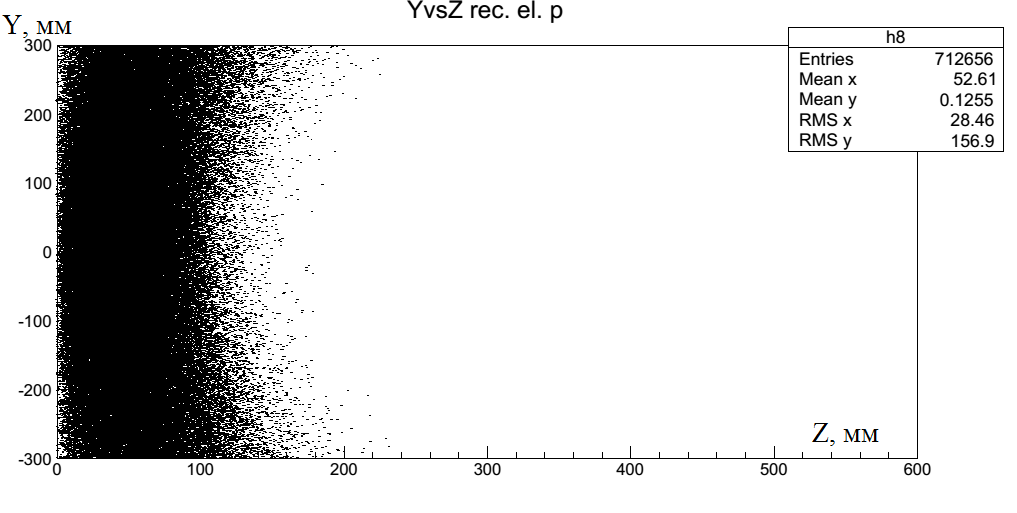 YvsZ rec. el. p
Y, мм
h8
Entries 712656
Mean x 52.61
Mean y 0.1255
RMS x 28.46
RMS y 156.9
300
200
100
0
-100
-200
-300
Z, мм
0 100 200 300 400 500 600